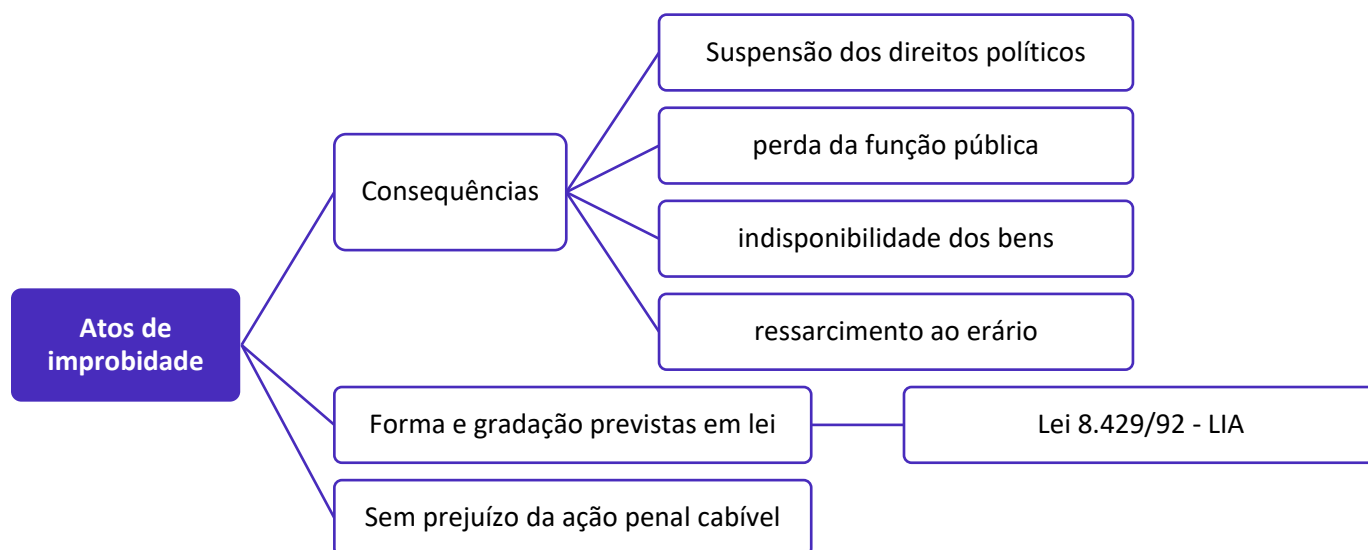 Atos de
improbidade
Consequências
Suspensão dos direitos políticos
perda da função pública
indisponibilidade dos bens
ressarcimento ao erário
Forma e gradação previstas em lei
Lei 8.429/92 - LIA
Sem prejuízo da ação penal cabível